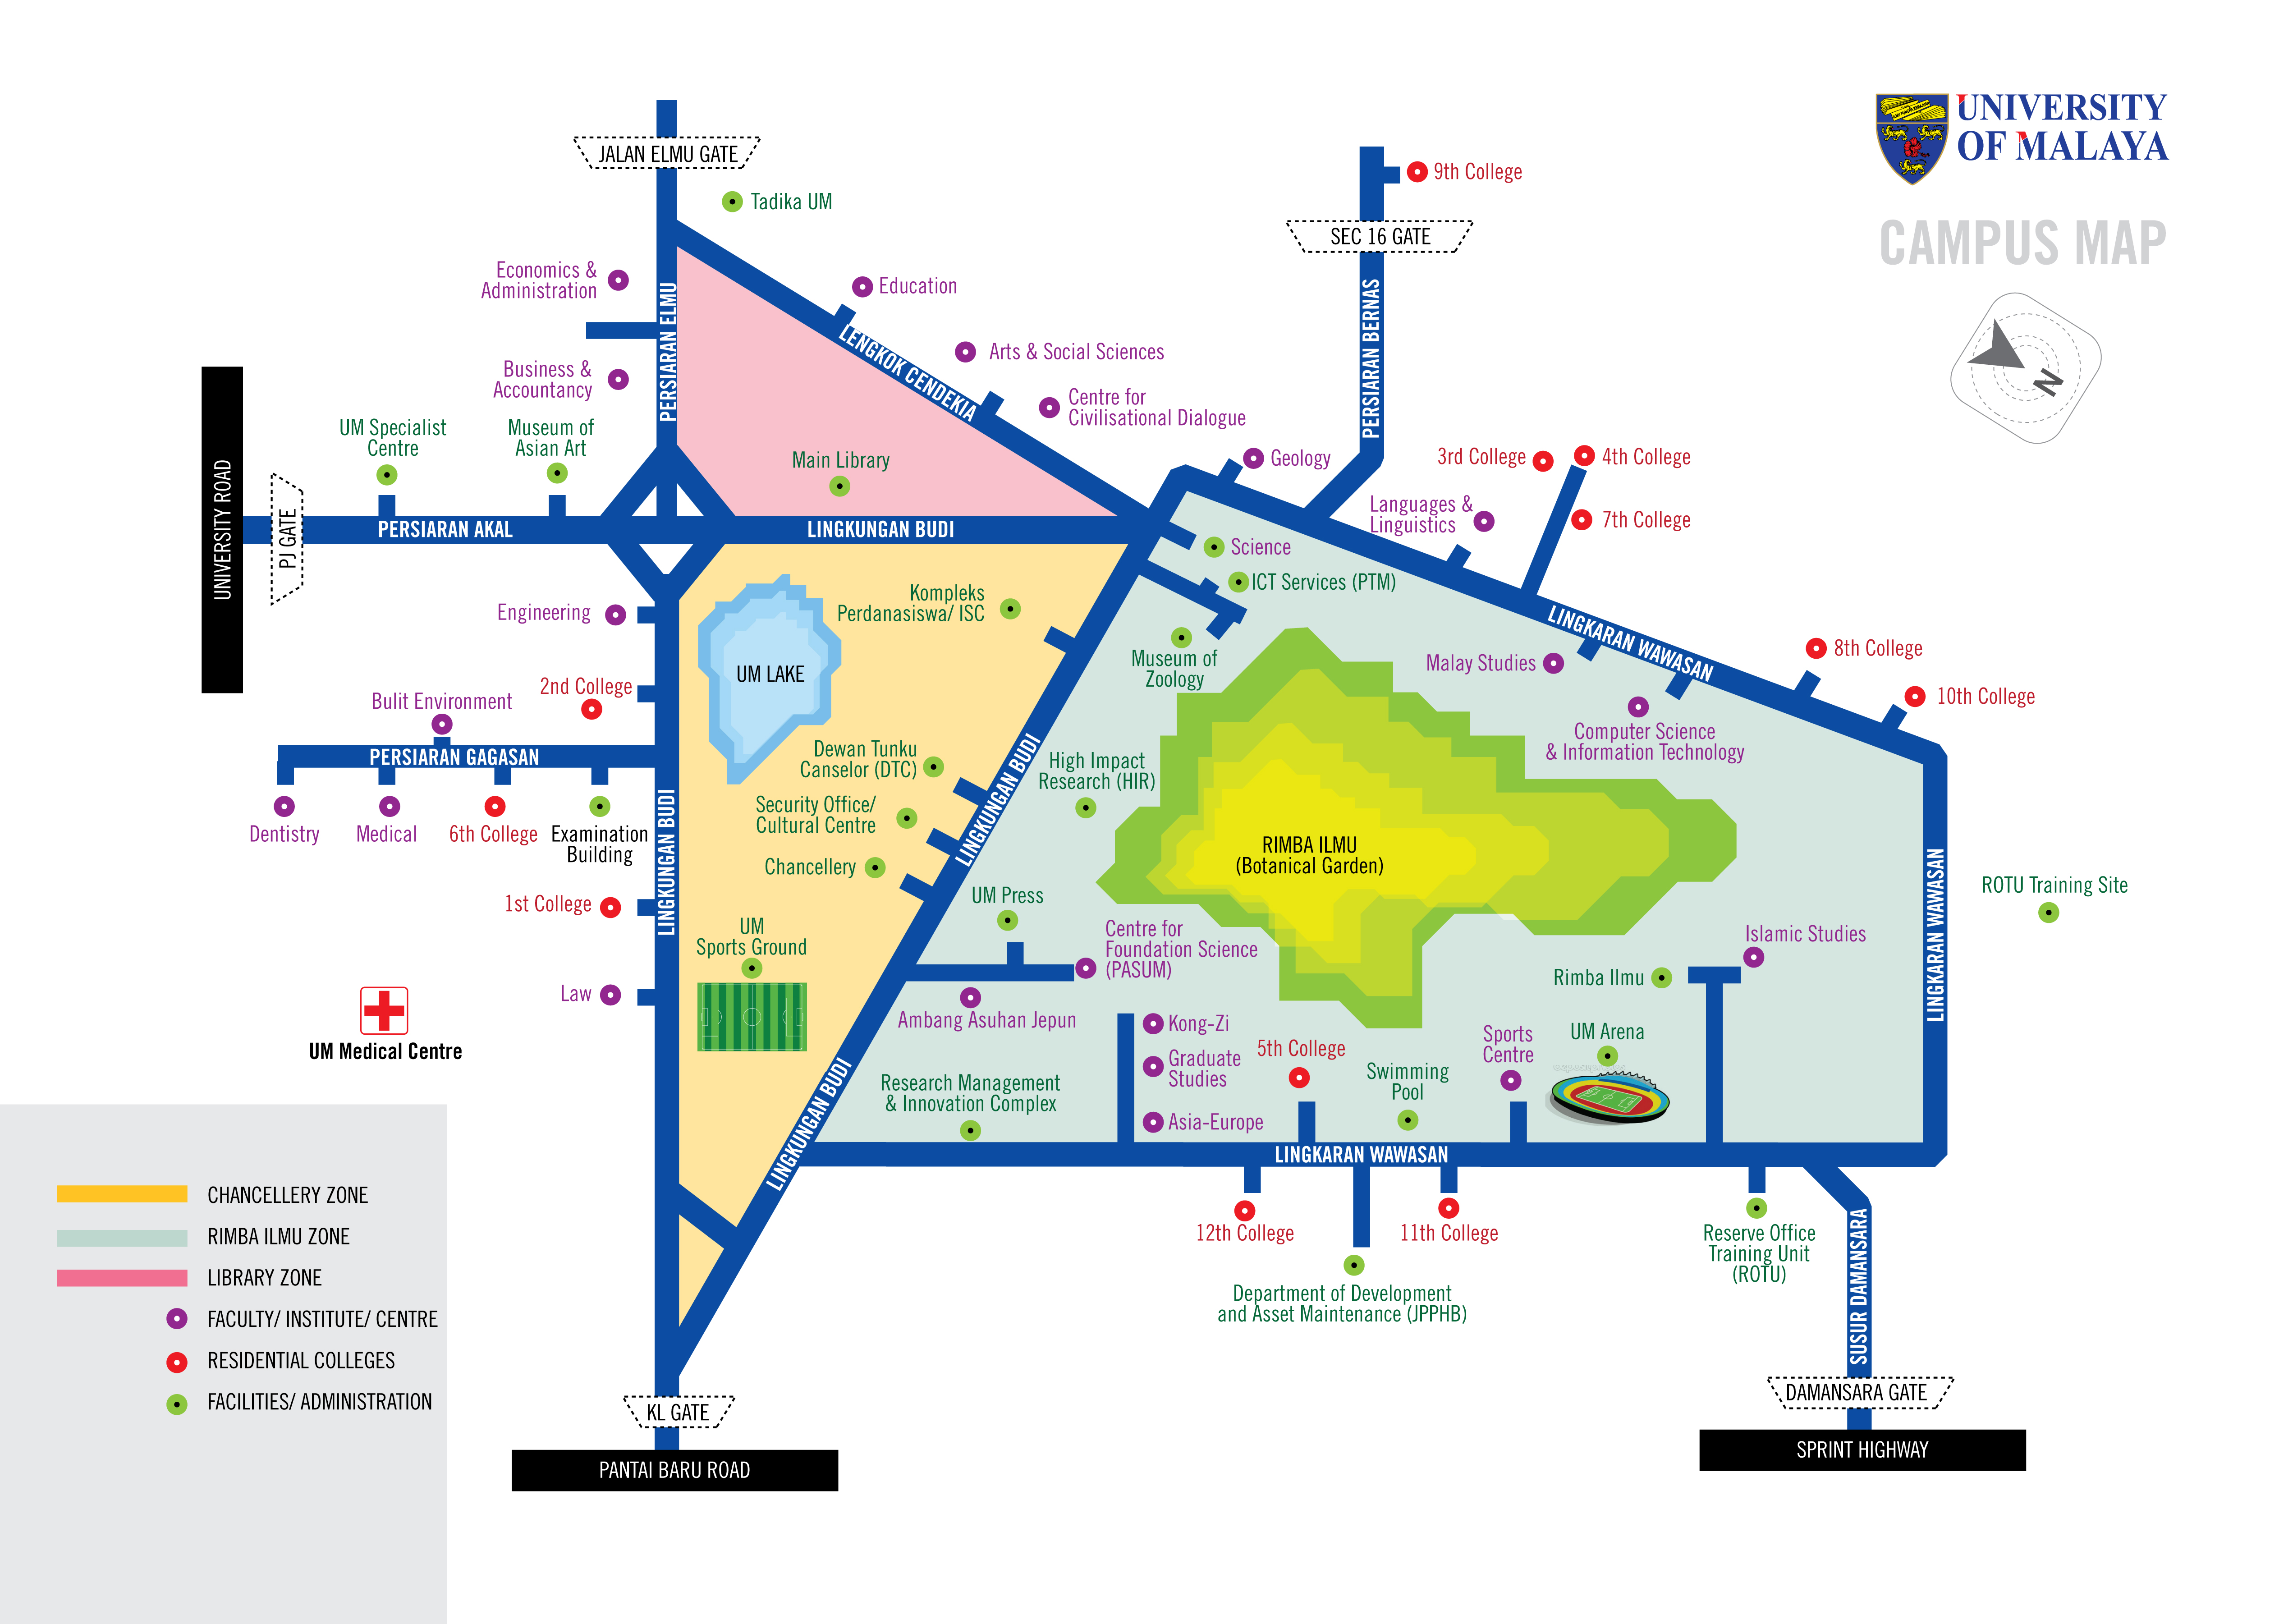 UNIVERSITY
OF MALAYA
CAMPUS MAP
N
JALAN ELMU GATE
Tadika UM
9th College
SEC 16 GATE
Economics &
Administration
Education
PERSIARAN ELMU
LENGKOK CENDEKIA
PERSIARAN BERNAS
Arts & Social Sciences
Business &
Accountancy
Centre for
Civilisational Dialogue
UM Specialist
Centre
Museum of
Asian Art
Main Library
Geology
3rd College
4th College
7th College
Languages &
Linguistics
UNIVERSITY ROAD
PJ GATE
PERSIARAN AKAL
LINGKUNGAN BUDI
Science
ICT Services (PTM)
Kompleks
Perdanasiswa/ ISC
Engineering
LINGKARAN WAWASAN
8th College
Museum of
Zoology
Malay Studies
UM LAKE
2nd College
10th College
Bulit Environment
Computer Science
& Information Technology
PERSIARAN GAGASAN
Dewan Tunku
Canselor (DTC)
High Impact
Research (HIR)
LINGKUNGAN BUDI
Security Office/
Cultural Centre
Dentistry
Medical
6th College
Examination
Building
LINGKUNGAN BUDI
Chancellery
RIMBA ILMU
(Botanical Garden)
LINGKARAN WAWASAN
ROTU Training Site
UM Press
1st College
UM
Sports Ground
Centre for
Foundation Science
(PASUM)
Islamic Studies
Rimba Ilmu
Law
Ambang Asuhan Jepun
Kong-Zi
UM Arena
Sports
Centre
UM Medical Centre
5th College
Graduate
Studies
Swimming
Pool
Research Management
& Innovation Complex
Asia-Europe
LINGKUNGAN BUDI
LINGKARAN WAWASAN
12th College
11th College
Reserve Office
Training Unit
(ROTU)
SUSUR DAMANSARA
Department of Development
and Asset Maintenance (JPPHB)
CHANCELLERY ZONE
RIMBA ILMU ZONE
LIBRARY ZONE
FACULTY/ INSTITUTE/ CENTRE
RESIDENTIAL COLLEGES
FACILITIES/ ADMINISTRATION
KL GATE
DAMANSARA GATE
PANTAI BARU ROAD
SPRINT HIGHWAY